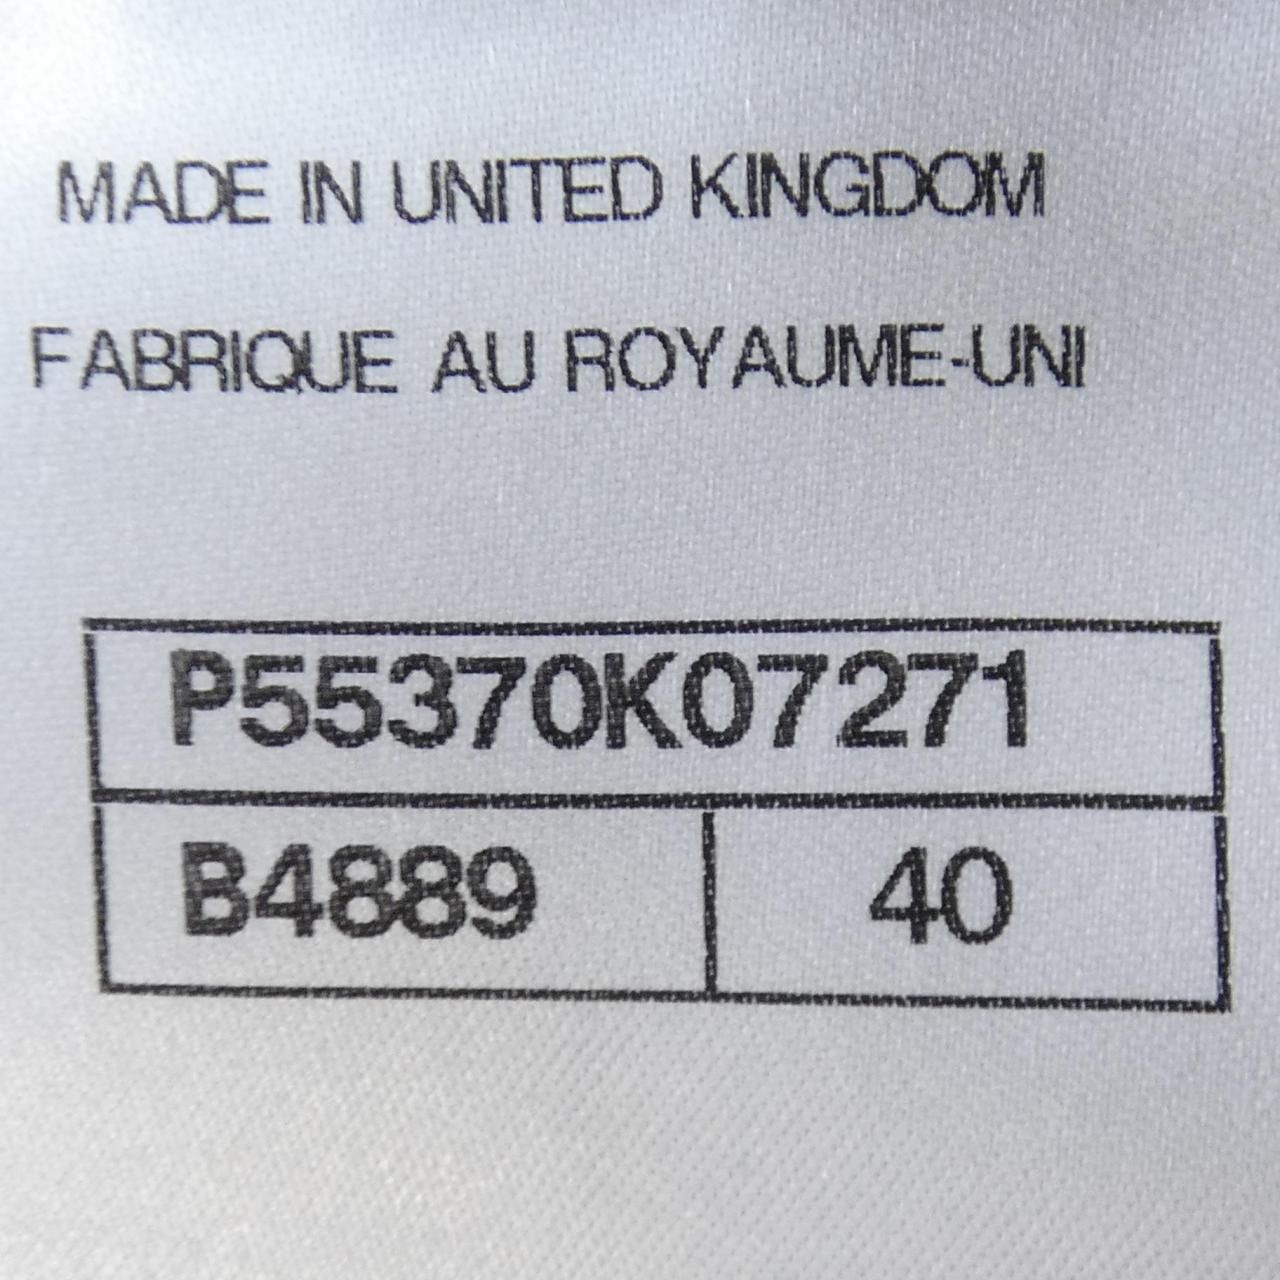 MADE IN UNITED KINGDOM
FABRIQUE AU ROYAUME-UNI
P55370K07271
B4889 40